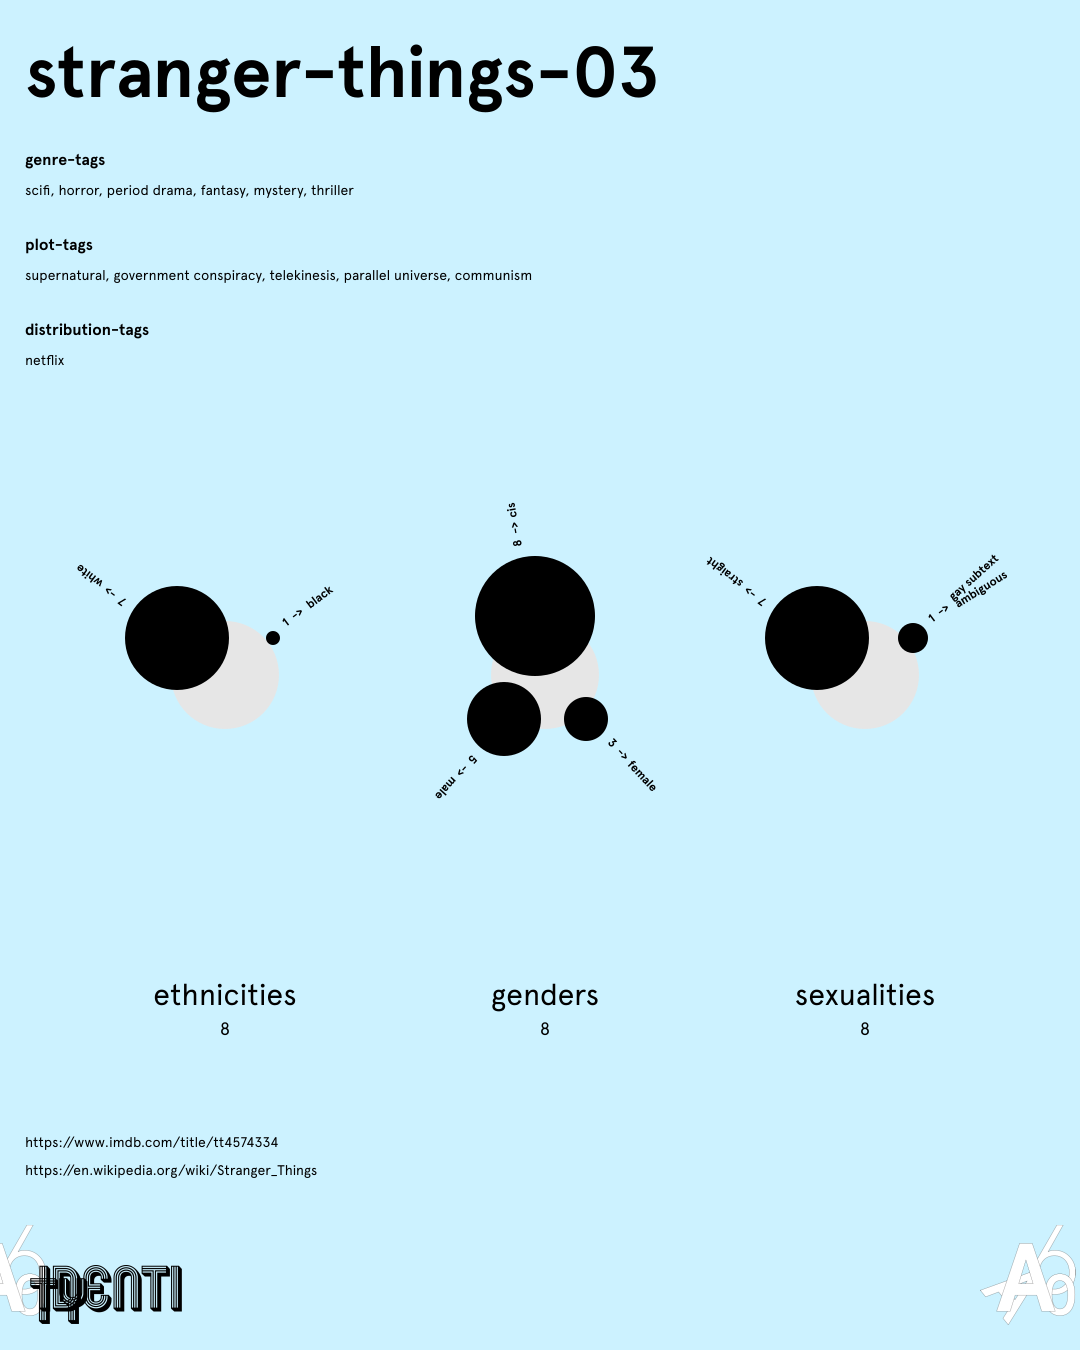 stranger-things-03
genre-tags
scifi, horror, period drama, fantasy, mystery, thriller
plot-tags
supernatural, government conspiracy, telekinesis, parallel universe, communism
distribution-tags
netflix
7 -> white
1 -> black
8 -> cis
5 -> male
3 -> female
7 -> straight
1 -> gay subtext
ambiguous
ethnicities
8
genders
8
sexualities
8
https://www.imdb.com/title/tt4574334
https://en.wikipedia.org/wiki/Stranger_Things